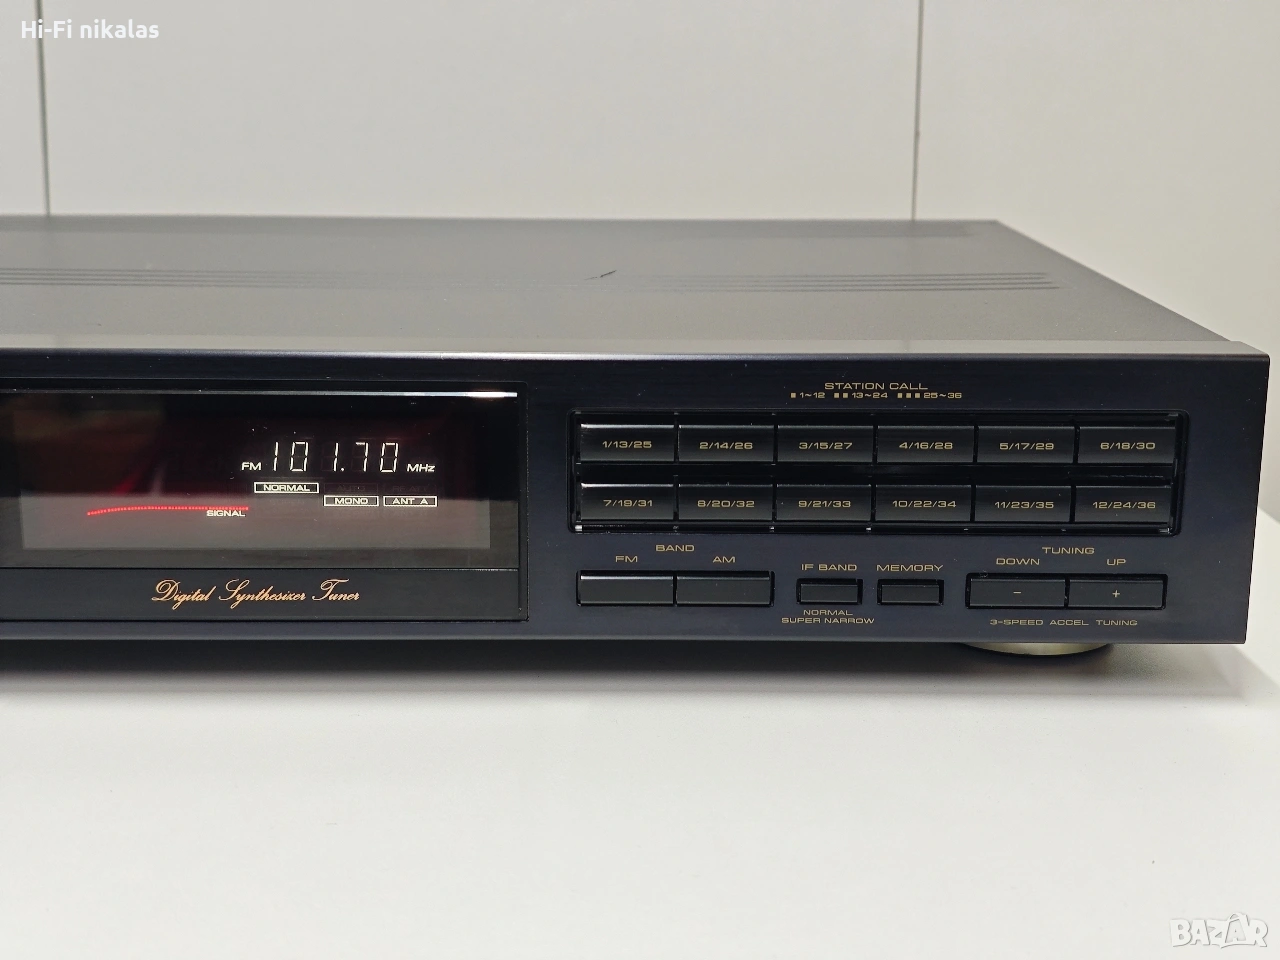 Hi-Fi nikalas
STATION CALL
1~12 13~24 25~36
1/13/25 2/14/26 3/15/27 4/16/28 5/17/29 6/18/30
7/19/31 8/20/32 9/21/33 10/22/34 11/23/35 12/24/36
FM 101.70 MHz
NORMAL
MONO ANT A
SIGNAL
Digital Synthesizer Tuner
BAND
FM AM
IF BAND
NORMAL
SUPER NARROW
MEMORY
TUNING
DOWN UP
− +
3-SPEED ACCEL TUNING
BAZAR